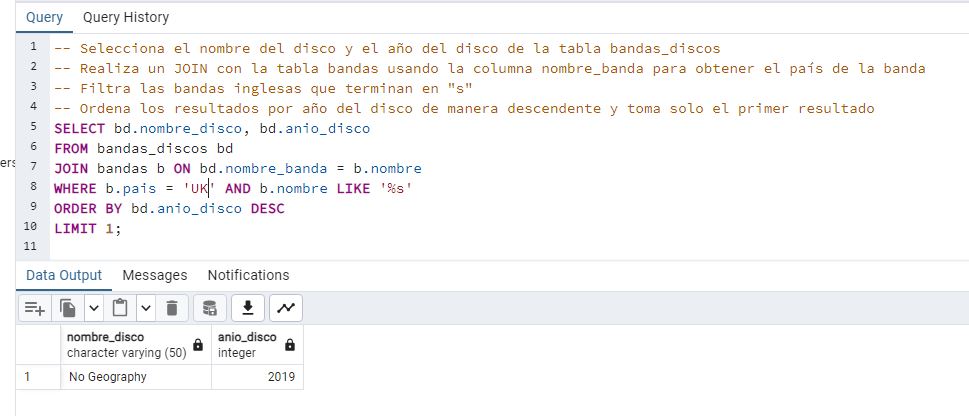 Query Query History
1 -- Selecciona el nombre del disco y el año del disco de la tabla bandas_discos
2 -- Realiza un JOIN con la tabla bandas usando la columna nombre_banda para obtener el país de la banda
3 -- Filtra las bandas inglesas que terminan en "s"
4 -- Ordena los resultados por año del disco de manera descendente y toma solo el primer resultado
5 SELECT bd.nombre_disco, bd.anio_disco
6 FROM bandas_discos bd
ers
7 JOIN bandas b ON bd.nombre_banda = b.nombre
8 WHERE b.pais = 'UK' AND b.nombre LIKE '%s'
9 ORDER BY bd.anio_disco DESC
10 LIMIT 1;
11
Data Output Messages Notifications
nombre_disco anio_disco
character varying (50) integer
1 No Geography 2019